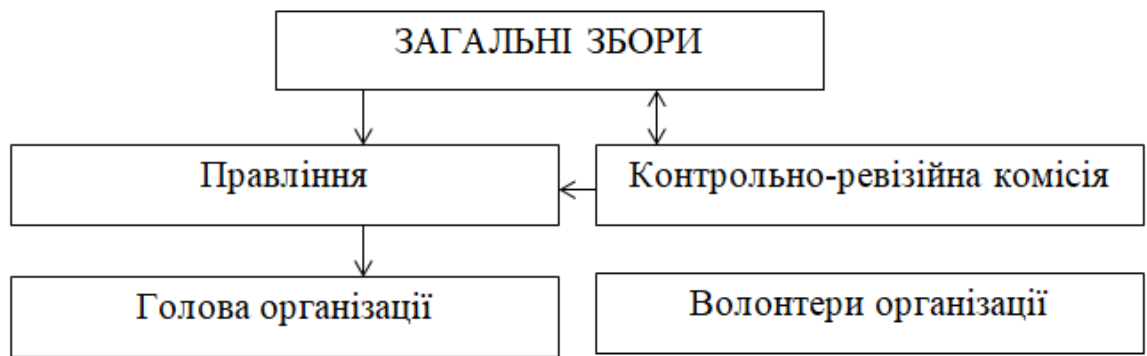 ЗАГАЛЬНІ ЗБОРИ
Правління
Контрольно-ревізійна комісія
Голова організації
Волонтери організації